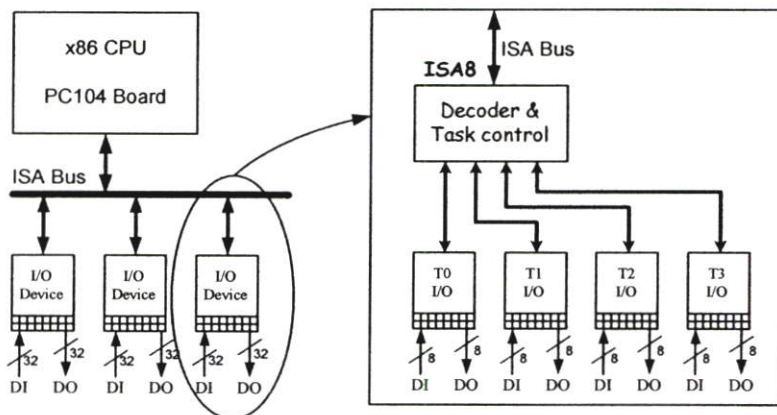 x86 CPU
PC104 Board
ISA Bus
I/O
Device
I/O
Device
I/O
Device
32
32
32
32
32
32
DI
DO
DI
DO
DI
DO
ISA Bus
ISA8
Decoder &
Task control
T0
I/O
T1
I/O
T2
I/O
T3
I/O
8
8
8
8
8
8
8
8
DI
DO
DI
DO
DI
DO
DI
DO